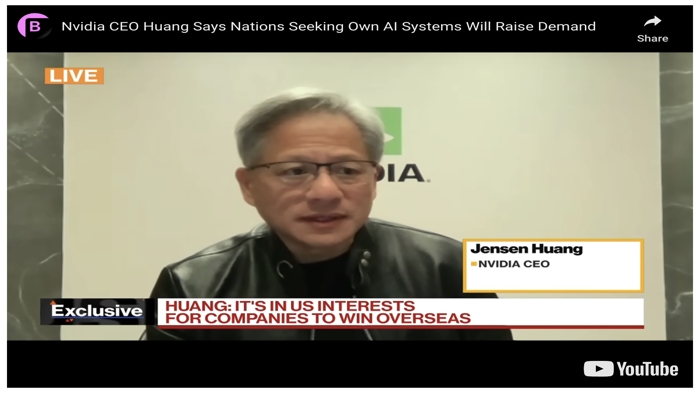 B
Nvidia CEO Huang Says Nations Seeking Own AI Systems Will Raise Demand
Share
LIVE
DIA.
Jensen Huang
NVIDIA CEO
Exclusive
HUANG: IT'S IN US INTERESTS
FOR COMPANIES TO WIN OVERSEAS
YouTube